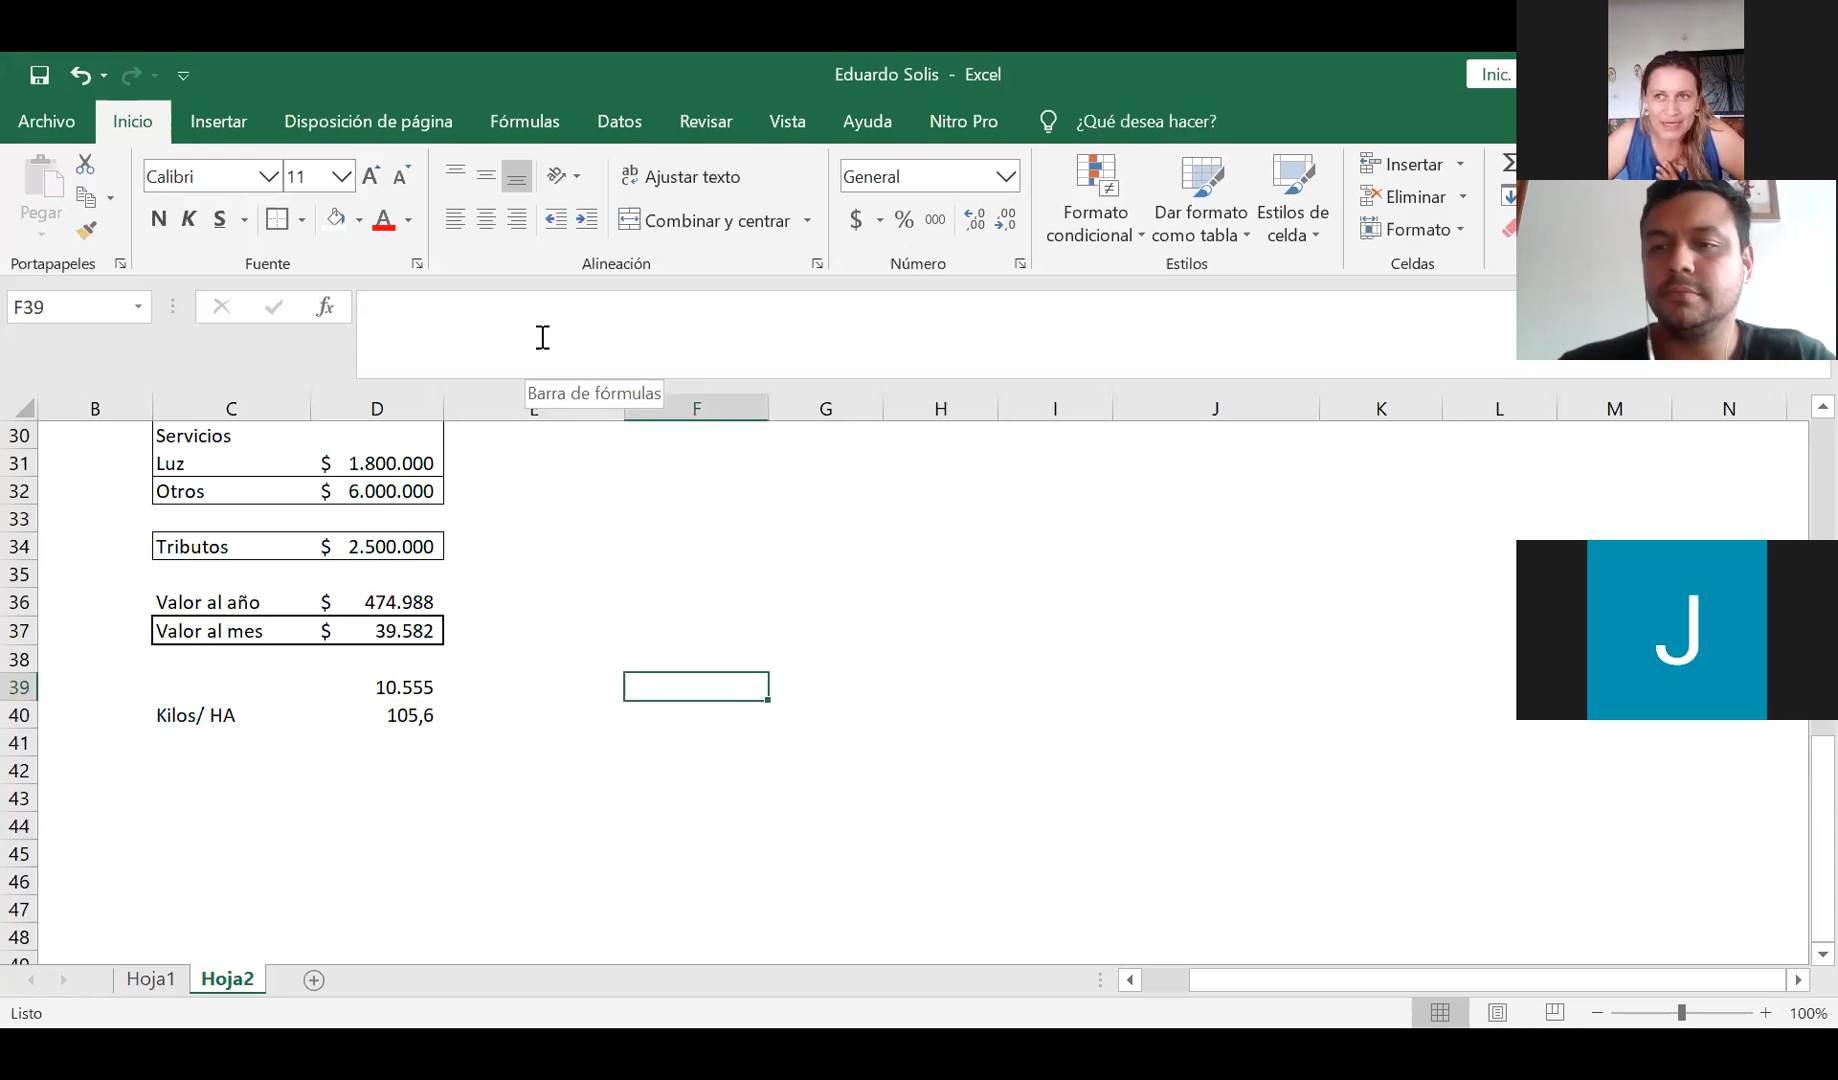 Eduardo Solis - Excel
Inic.
Archivo Inicio Insertar Disposición de página Fórmulas Datos Revisar Vista Ayuda Nitro Pro ¿Qué desea hacer?
Pegar
Portapapeles
Calibri 11
N K S
Fuente
Ajustar texto
Combinar y centrar
Alineación
General
$ % 000
Número
Formato condicional
Dar formato como tabla
Estilos de celda
Estilos
Insertar
Eliminar
Formato
Celdas
F39
fx
Barra de fórmulas
B C D E F G H I J K L M N
30 Servicios
31 Luz $ 1.800.000
32 Otros $ 6.000.000
33
34 Tributos $ 2.500.000
35
36 Valor al año $ 474.988
37 Valor al mes $ 39.582
38
39 10.555
40 Kilos/ HA 105,6
41
42
43
44
45
46
47
48
49
J
Hoja1 Hoja2
Listo
100%